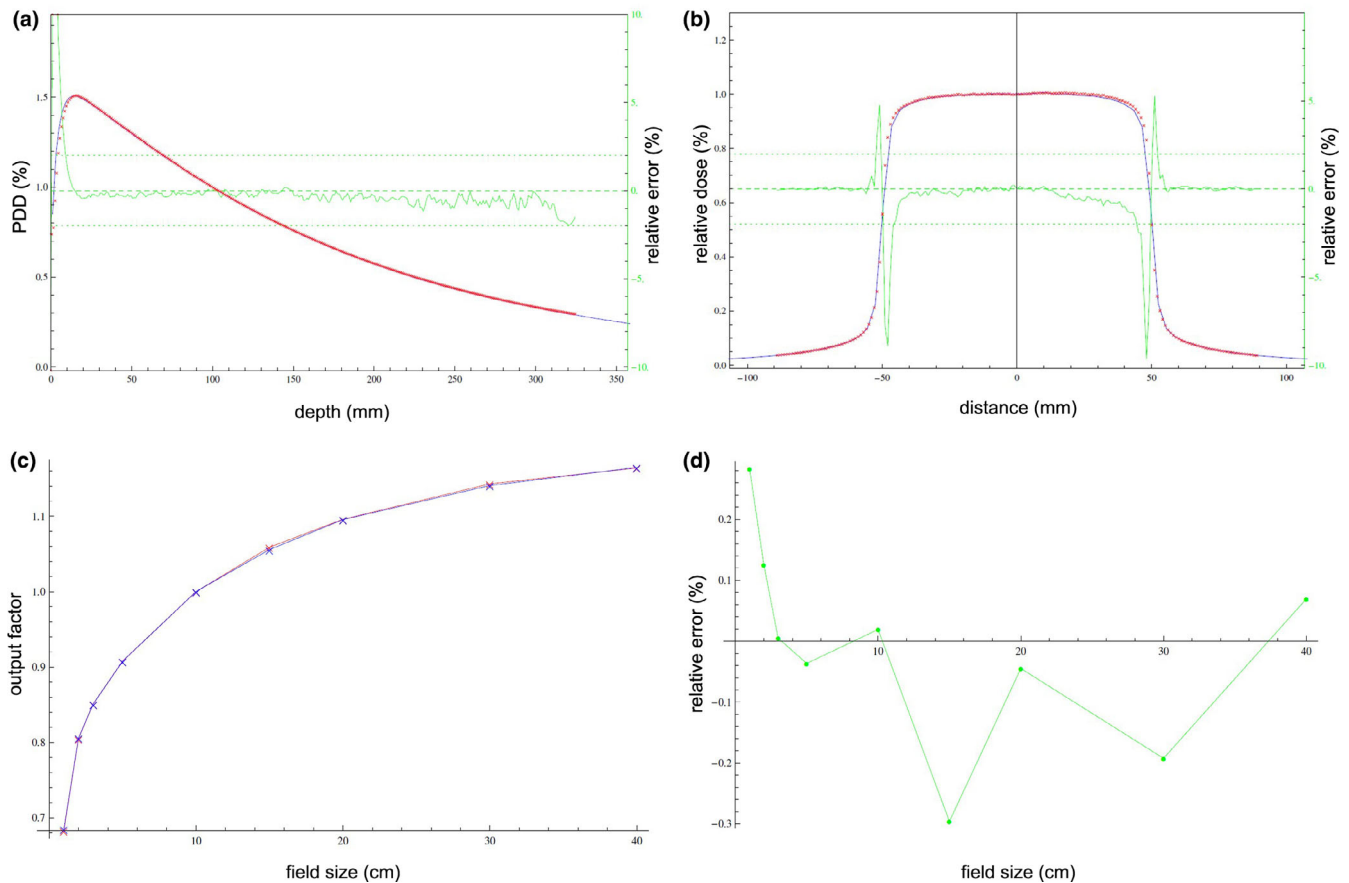 (a)
10.
5.
0.
−5.
−10.
relative error (%)
1.5
1.0
0.5
0.0
PDD (%)
0 50 100 150 200 250 300 350
depth (mm)
(b)
1.2
1.0
0.8
0.6
0.4
0.2
0.0
relative dose (%)
5.
0.
−5.
−10.
relative error (%)
−100 −50 0 50 100
distance (mm)
(c)
1.1
1.0
0.9
0.8
0.7
output factor
10 20 30 40
field size (cm)
(d)
0.2
0.1
−0.1
−0.2
−0.3
relative error (%)
10 20 30 40
field size (cm)